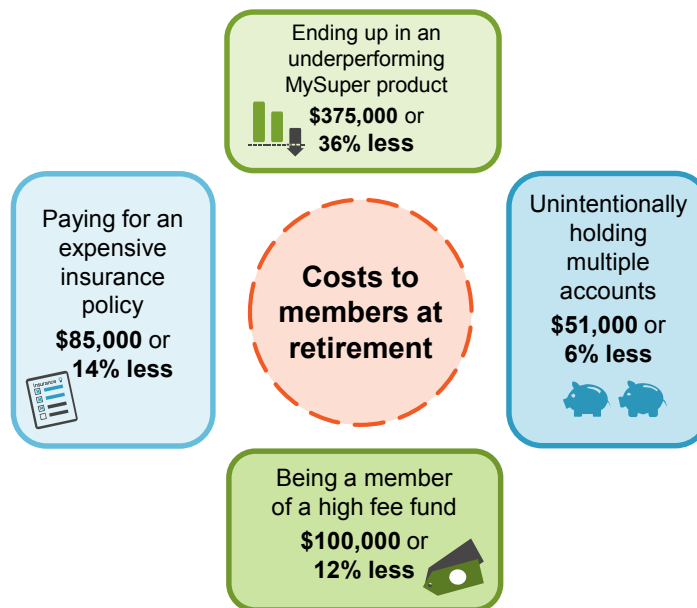 Ending up in an
underperforming
MySuper product
$375,000 or
36% less
Paying for an
expensive
insurance
policy
$85,000 or
14% less
Insurance
Costs to
members at
retirement
Unintentionally
holding
multiple
accounts
$51,000 or
6% less
Being a member
of a high fee fund
$100,000 or
12% less